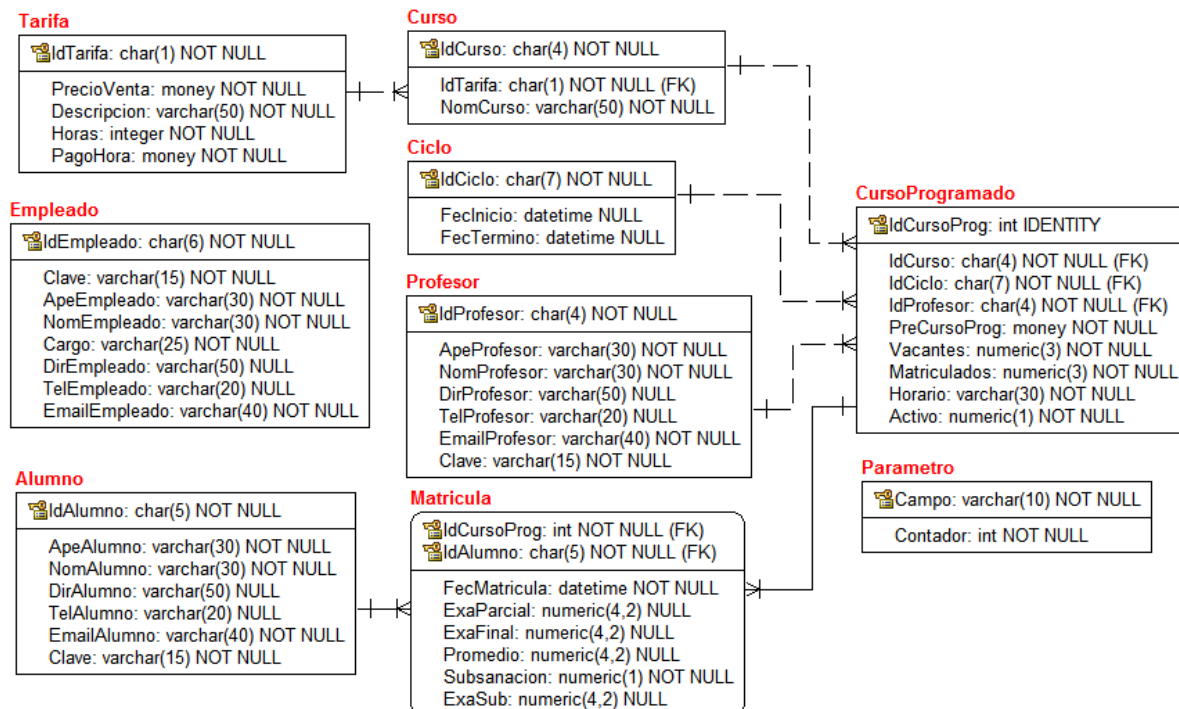 Tarifa
IdTarifa: char(1) NOT NULL
PrecioVenta: money NOT NULL
Descripcion: varchar(50) NOT NULL
Horas: integer NOT NULL
PagoHora: money NOT NULL
Curso
IdCurso: char(4) NOT NULL
IdTarifa: char(1) NOT NULL (FK)
NomCurso: varchar(50) NOT NULL
Ciclo
IdCiclo: char(7) NOT NULL
FecInicio: datetime NULL
FecTermino: datetime NULL
CursoProgramado
IdCursoProg: int IDENTITY
IdCurso: char(4) NOT NULL (FK)
IdCiclo: char(7) NOT NULL (FK)
IdProfesor: char(4) NOT NULL (FK)
PreCursoProg: money NOT NULL
Vacantes: numeric(3) NOT NULL
Matriculados: numeric(3) NOT NULL
Horario: varchar(30) NOT NULL
Activo: numeric(1) NOT NULL
Empleado
IdEmpleado: char(6) NOT NULL
Clave: varchar(15) NOT NULL
ApeEmpleado: varchar(30) NOT NULL
NomEmpleado: varchar(30) NOT NULL
Cargo: varchar(25) NOT NULL
DirEmpleado: varchar(50) NULL
TelEmpleado: varchar(20) NULL
EmailEmpleado: varchar(40) NOT NULL
Profesor
IdProfesor: char(4) NOT NULL
ApeProfesor: varchar(30) NOT NULL
NomProfesor: varchar(30) NOT NULL
DirProfesor: varchar(50) NULL
TelProfesor: varchar(20) NULL
EmailProfesor: varchar(40) NOT NULL
Clave: varchar(15) NOT NULL
Alumno
IdAlumno: char(5) NOT NULL
ApeAlumno: varchar(30) NOT NULL
NomAlumno: varchar(30) NOT NULL
DirAlumno: varchar(50) NULL
TelAlumno: varchar(20) NULL
EmailAlumno: varchar(40) NOT NULL
Clave: varchar(15) NOT NULL
Matricula
IdCursoProg: int NOT NULL (FK)
IdAlumno: char(5) NOT NULL (FK)
FecMatricula: datetime NOT NULL
ExaParcial: numeric(4,2) NULL
ExaFinal: numeric(4,2) NULL
Promedio: numeric(4,2) NULL
Subsanacion: numeric(1) NOT NULL
ExaSub: numeric(4,2) NULL
Parametro
Campo: varchar(10) NOT NULL
Contador: int NOT NULL